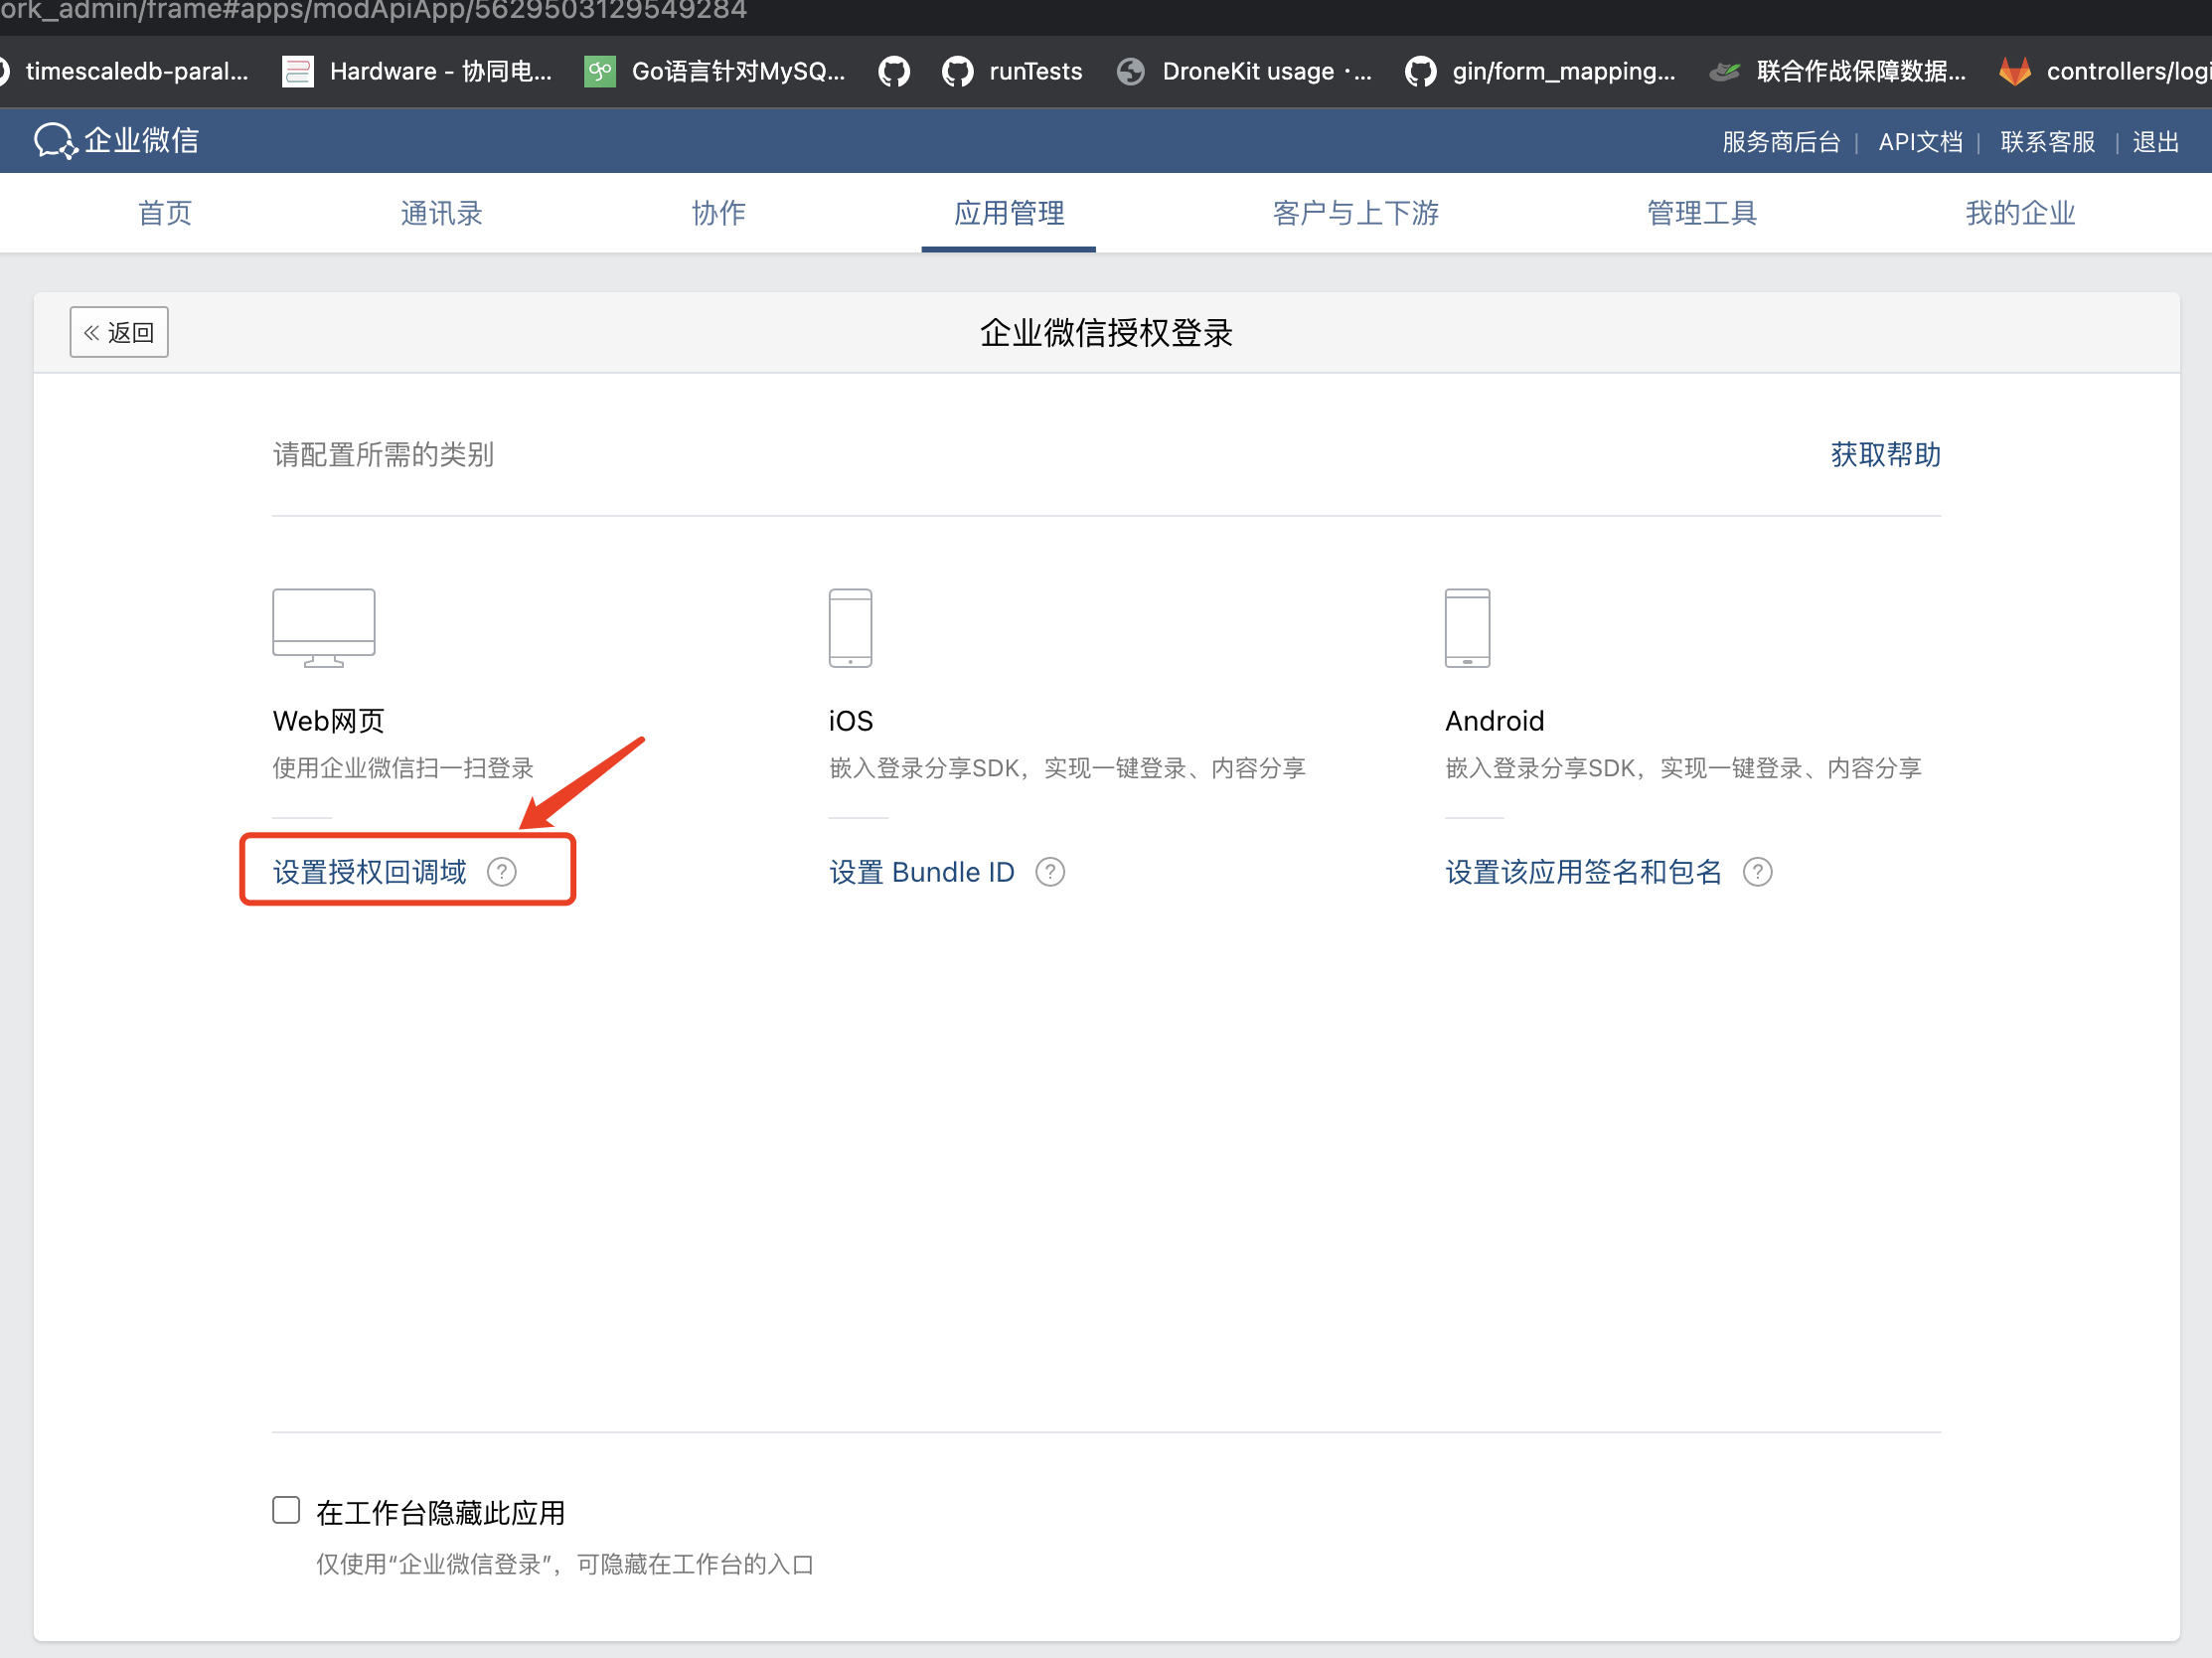 ork_admin/frame#apps/modApiApp/5629503129549284
timescaledb-paral... Hardware - 协同电... Go语言针对MySQ... runTests DroneKit usage · ... gin/form_mapping... 联合作战保障数据... controllers/logi
企业微信 服务商后台 | API文档 | 联系客服 | 退出
首页 通讯录 协作 应用管理 客户与上下游 管理工具 我的企业
« 返回 企业微信授权登录
请配置所需的类别 获取帮助
Web网页 iOS Android
使用企业微信扫一扫登录 嵌入登录分享SDK，实现一键登录、内容分享 嵌入登录分享SDK，实现一键登录、内容分享
设置授权回调域 ? 设置 Bundle ID ? 设置该应用签名和包名 ?
在工作台隐藏此应用
仅使用“企业微信登录”，可隐藏在工作台的入口